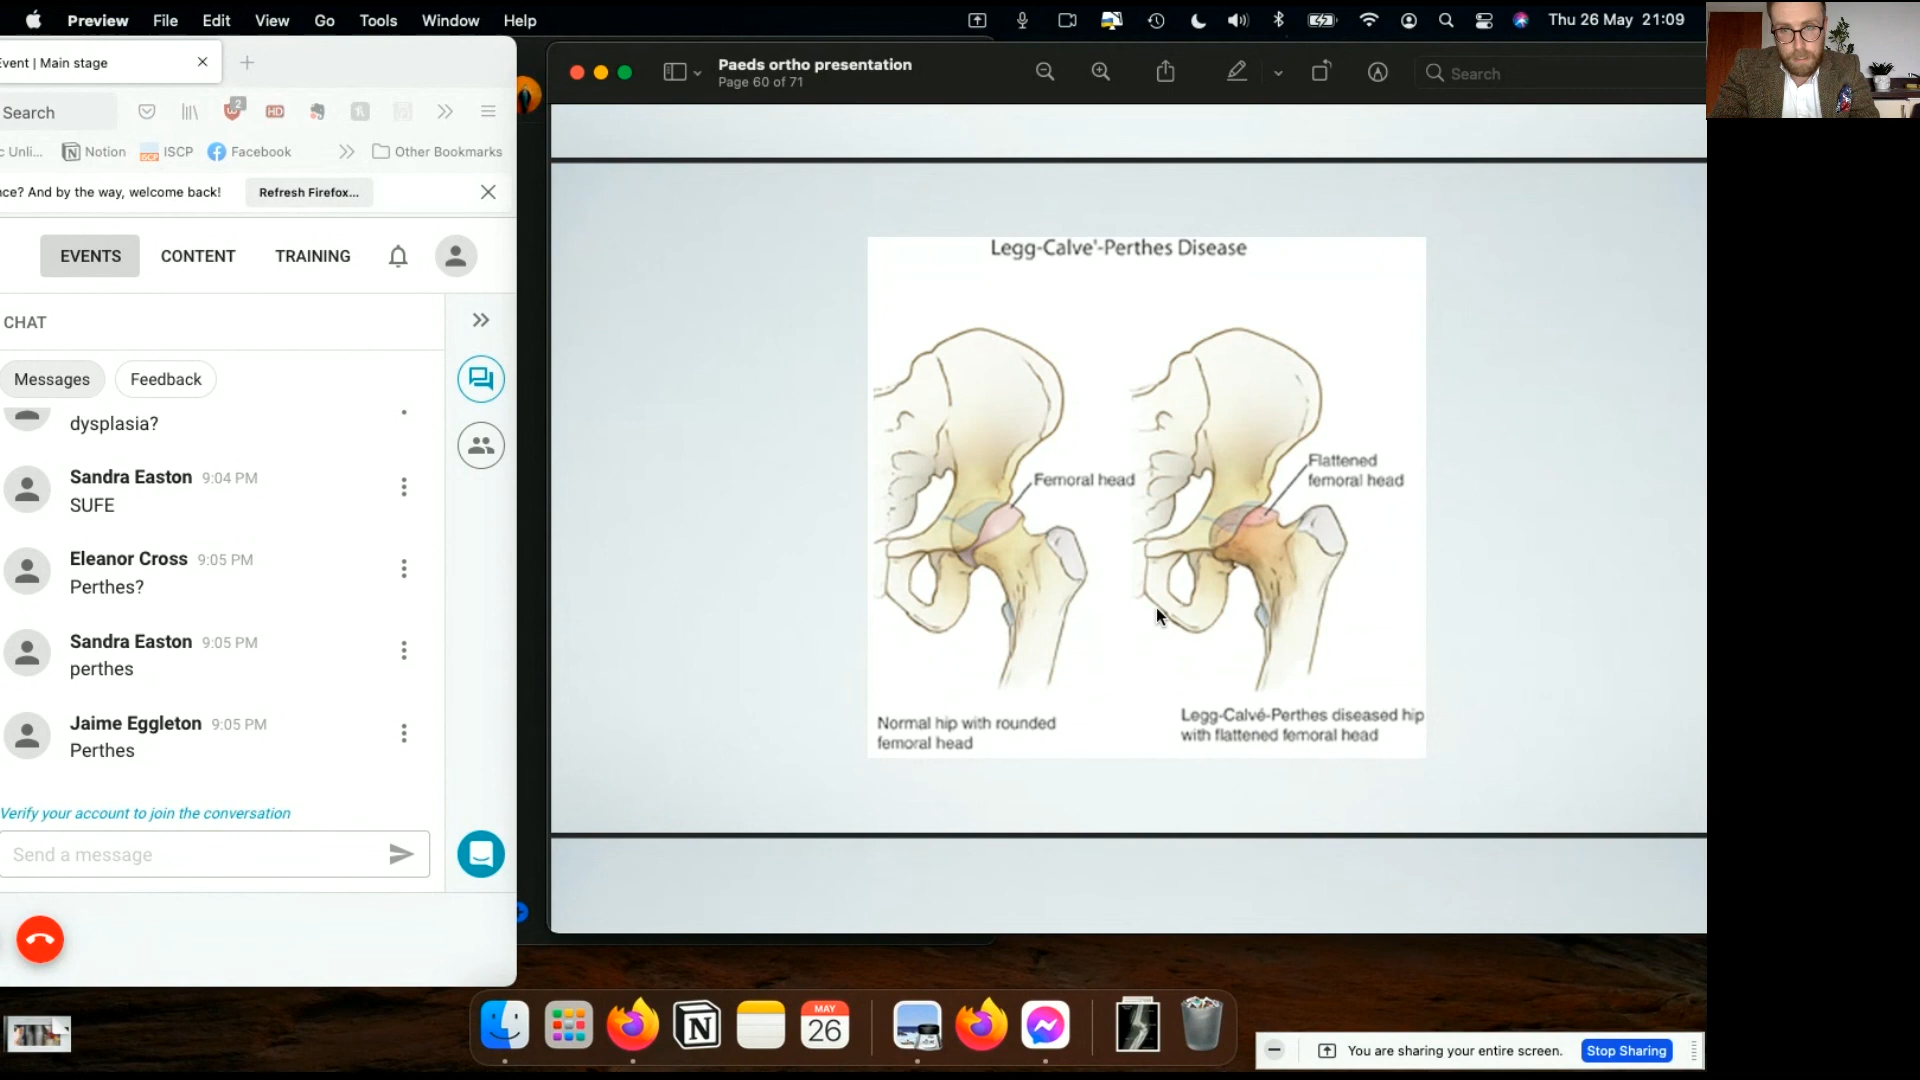 Preview File Edit View Go Tools Window Help
Thu 26 May 21:09
Event | Main stage
Search
2
HD
Notion
ISCP
Facebook
Other Bookmarks
nce? And by the way, welcome back!
Refresh Firefox...
EVENTS
CONTENT
TRAINING
CHAT
Messages
Feedback
dysplasia?
Sandra Easton 9:04 PM
SUFE
Eleanor Cross 9:05 PM
Perthes?
Sandra Easton 9:05 PM
perthes
Jaime Eggleton 9:05 PM
Perthes
Verify your account to join the conversation
Send a message
Paeds ortho presentation
Page 60 of 71
Search
Legg-Calve'-Perthes Disease
Femoral head
Flattened
femoral head
Normal hip with rounded
femoral head
Legg-Calvé-Perthes diseased hip
with flattened femoral head
MAY
26
You are sharing your entire screen.
Stop Sharing